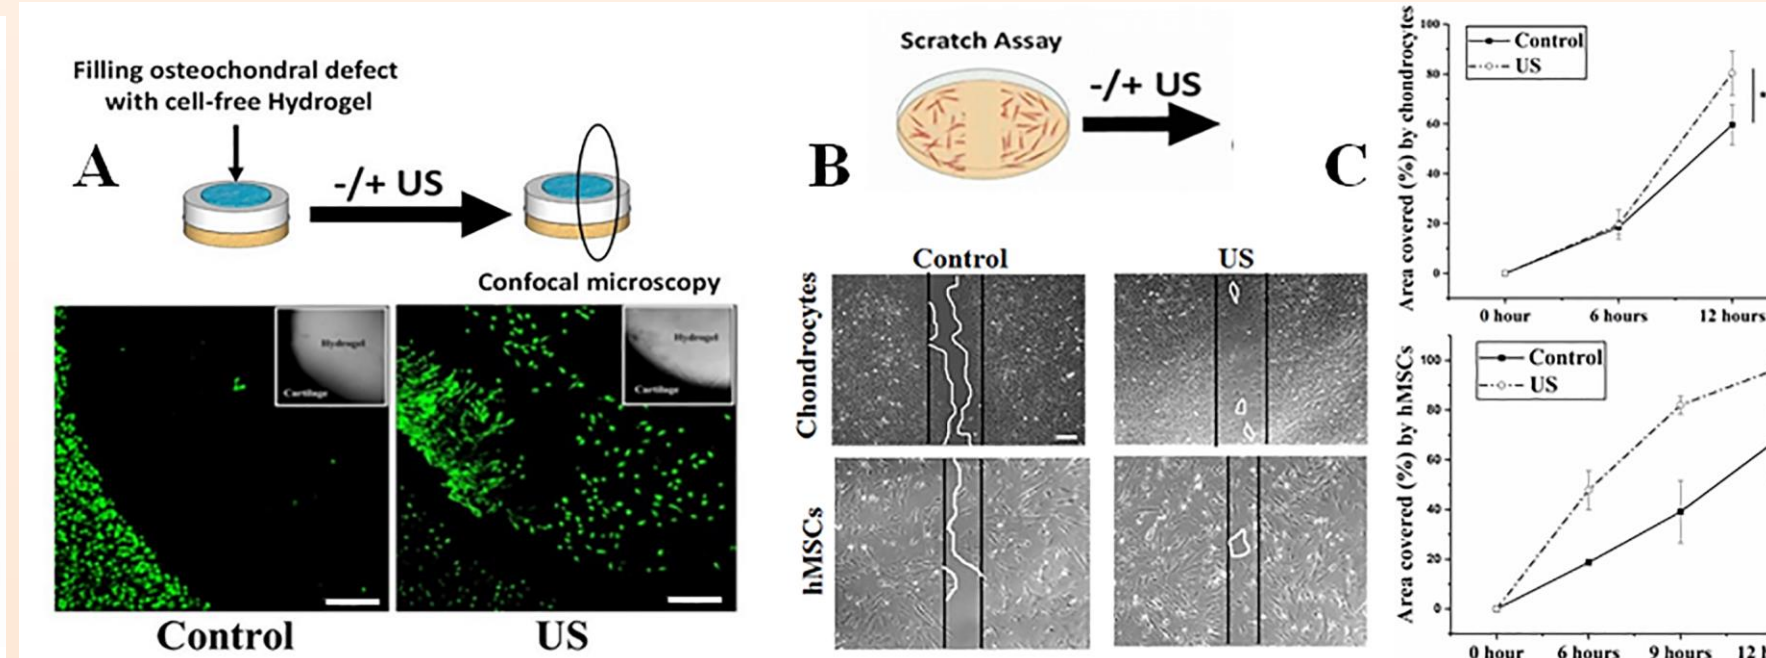 Filling osteochondral defect
with cell-free Hydrogel
A
-/+ US
Confocal microscopy
Hydrogel
Cartilage
Hydrogel
Cartilage
Control
US
Scratch Assay
-/+ US
B
Control
US
Chondrocytes
hMSCs
C
Area covered (%) by chondrocytes
100
80
60
40
20
0
Control
US
0 hour
6 hours
12 hours
Area covered (%) by hMSCs
100
80
60
40
20
0
Control
US
0 hour
6 hours
9 hours
12 h